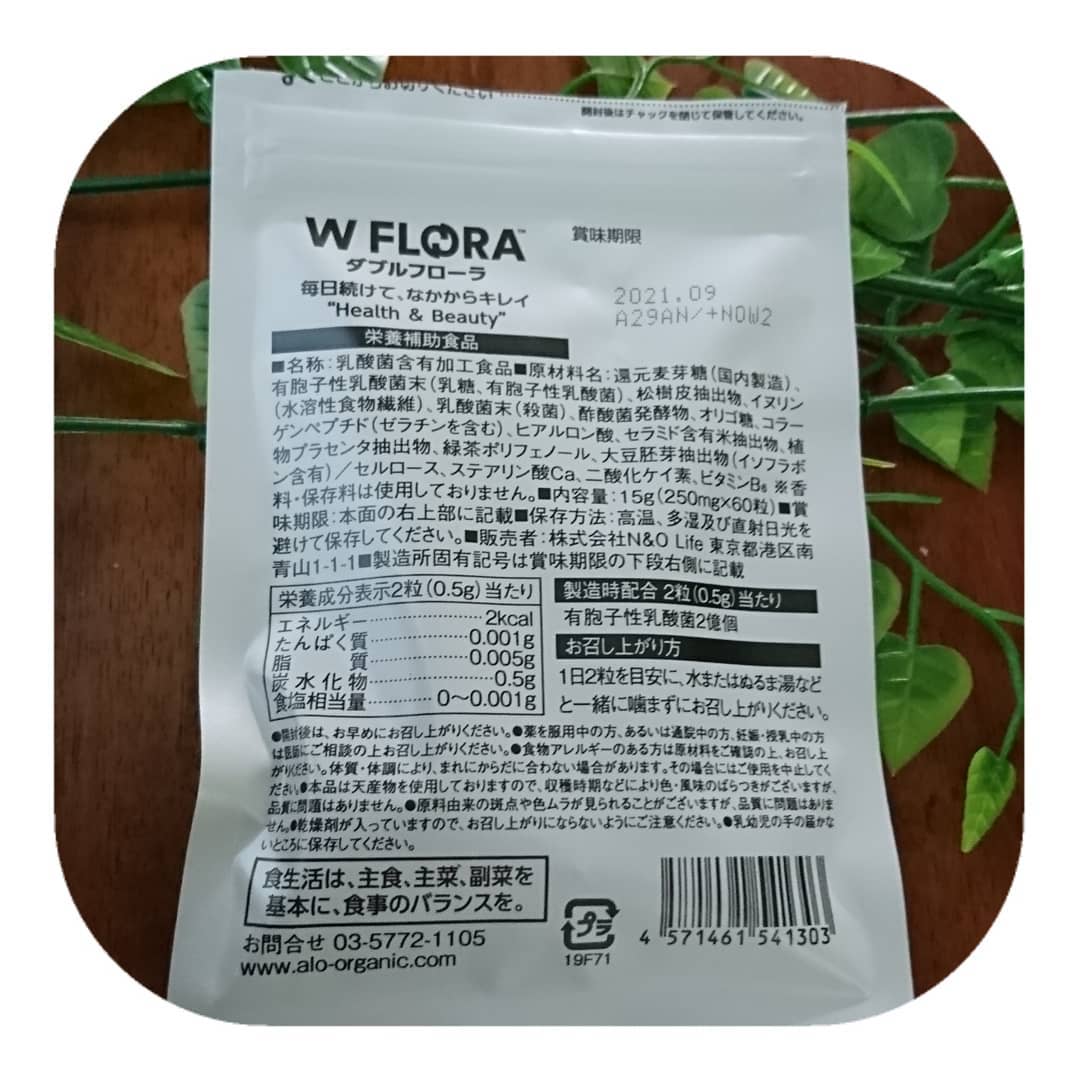 ここからお切りください
開封後はチャックを閉じて保管してください。
W FLORA™
ダブルフローラ
毎日続けて、なかからキレイ
"Health & Beauty"
賞味期限
2021.09
A29AN/+NOW2
栄養補助食品
■名称:乳酸菌含有加工食品■原材料名:還元麦芽糖(国内製造)、
有胞子性乳酸菌末(乳糖、有胞子性乳酸菌)、松樹皮抽出物、イヌリン
(水溶性食物繊維)、乳酸菌末(殺菌)、酢酸菌発酵物、オリゴ糖、コラー
ゲンペプチド(ゼラチンを含む)、ヒアルロン酸、セラミド含有米抽出物、植
物プラセンタ抽出物、緑茶ポリフェノール、大豆胚芽抽出物(イソフラボ
ン含有)/セルロース、ステアリン酸Ca、二酸化ケイ素、ビタミンB₆ ※香
料・保存料は使用しておりません。■内容量:15g(250mg×60粒)■賞
味期限:本面の右上部に記載■保存方法:高温、多湿及び直射日光を
避けて保存してください。■販売者:株式会社N&O Life 東京都港区南
青山1-1-1■製造所固有記号は賞味期限の下段右側に記載
栄養成分表示2粒(0.5g)当たり
エネルギー…………………2kcal
たんぱく質……………0.001g
脂 質……………0.005g
炭水化物……………0.5g
食塩相当量………0〜0.001g
製造時配合 2粒(0.5g)当たり
有胞子性乳酸菌2億個
お召し上がり方
1日2粒を目安に、水またはぬるま湯など
と一緒に噛まずにお召し上がりください。
●開封後は、お早めにお召し上がりください。●薬を服用中の方、あるいは通院中の方、妊娠・授乳中の方
は医師にご相談の上お召し上がりください。●食物アレルギーのある方は原材料をご確認の上、お召し上
がりください。体質・体調により、まれにからだに合わない場合があります。その場合にはご使用を中止してく
ださい。●本品は天産物を使用しておりますので、収穫時期などにより色・風味のばらつきがございますが、
品質に問題はありません。●原料由来の斑点や色ムラが見られることがございますが、品質に問題はありま
せん。●乾燥剤が入っていますので、お召し上がりにならないようにご注意ください。●乳幼児の手の届かな
いところに保存してください。
食生活は、主食、主菜、副菜を
基本に、食事のバランスを。
お問合せ 03-5772-1105
www.alo-organic.com
プラ
19F71
4 571461 541303